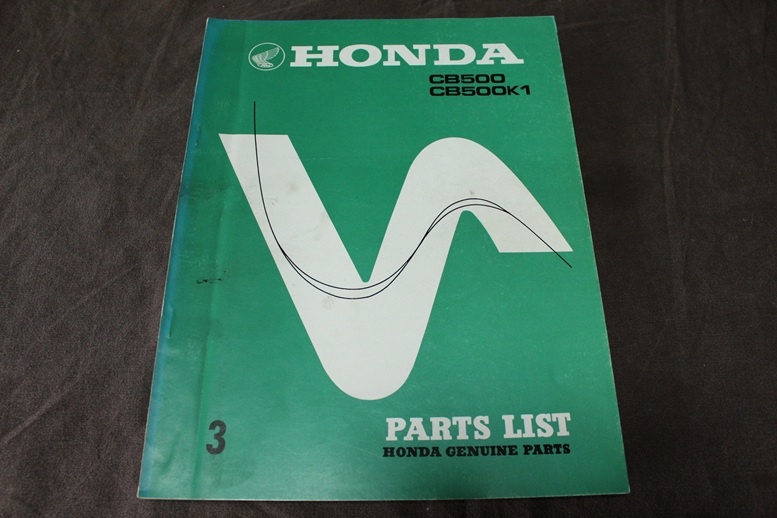 HONDA
CB500
CB500K1
PARTS LIST
HONDA GENUINE PARTS
3